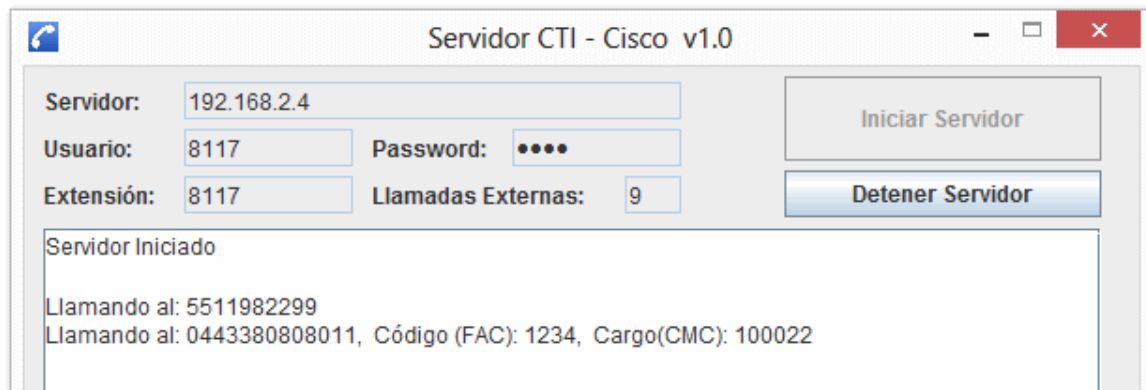 Servidor CTI - Cisco v1.0
Servidor: 192.168.2.4
Iniciar Servidor
Usuario: 8117 Password: ••••
Extensión: 8117 Llamadas Externas: 9
Detener Servidor
Servidor Iniciado
Llamando al: 5511982299
Llamando al: 0443380808011, Código (FAC): 1234, Cargo(CMC): 100022